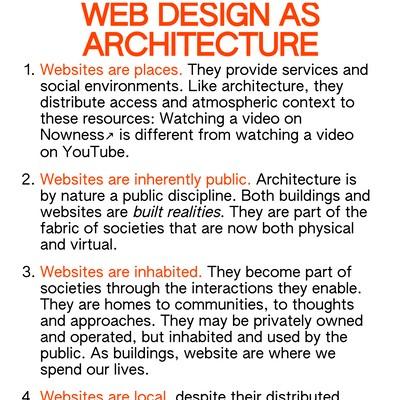 WEB DESIGN AS
ARCHITECTURE
1. Websites are places. They provide services and
social environments. Like architecture, they
distribute access and atmospheric context to
these resources: Watching a video on
Nowness↗ is different from watching a video
on YouTube.
2. Websites are inherently public. Architecture is
by nature a public discipline. Both buildings and
websites are built realities. They are part of the
fabric of societies that are now both physical
and virtual.
3. Websites are inhabited. They become part of
societies through the interactions they enable.
They are homes to communities, to thoughts
and approaches. They may be privately owned
and operated, but inhabited and used by the
public. As buildings, website are where we
spend our lives.
4. Websites are local, despite their distributed